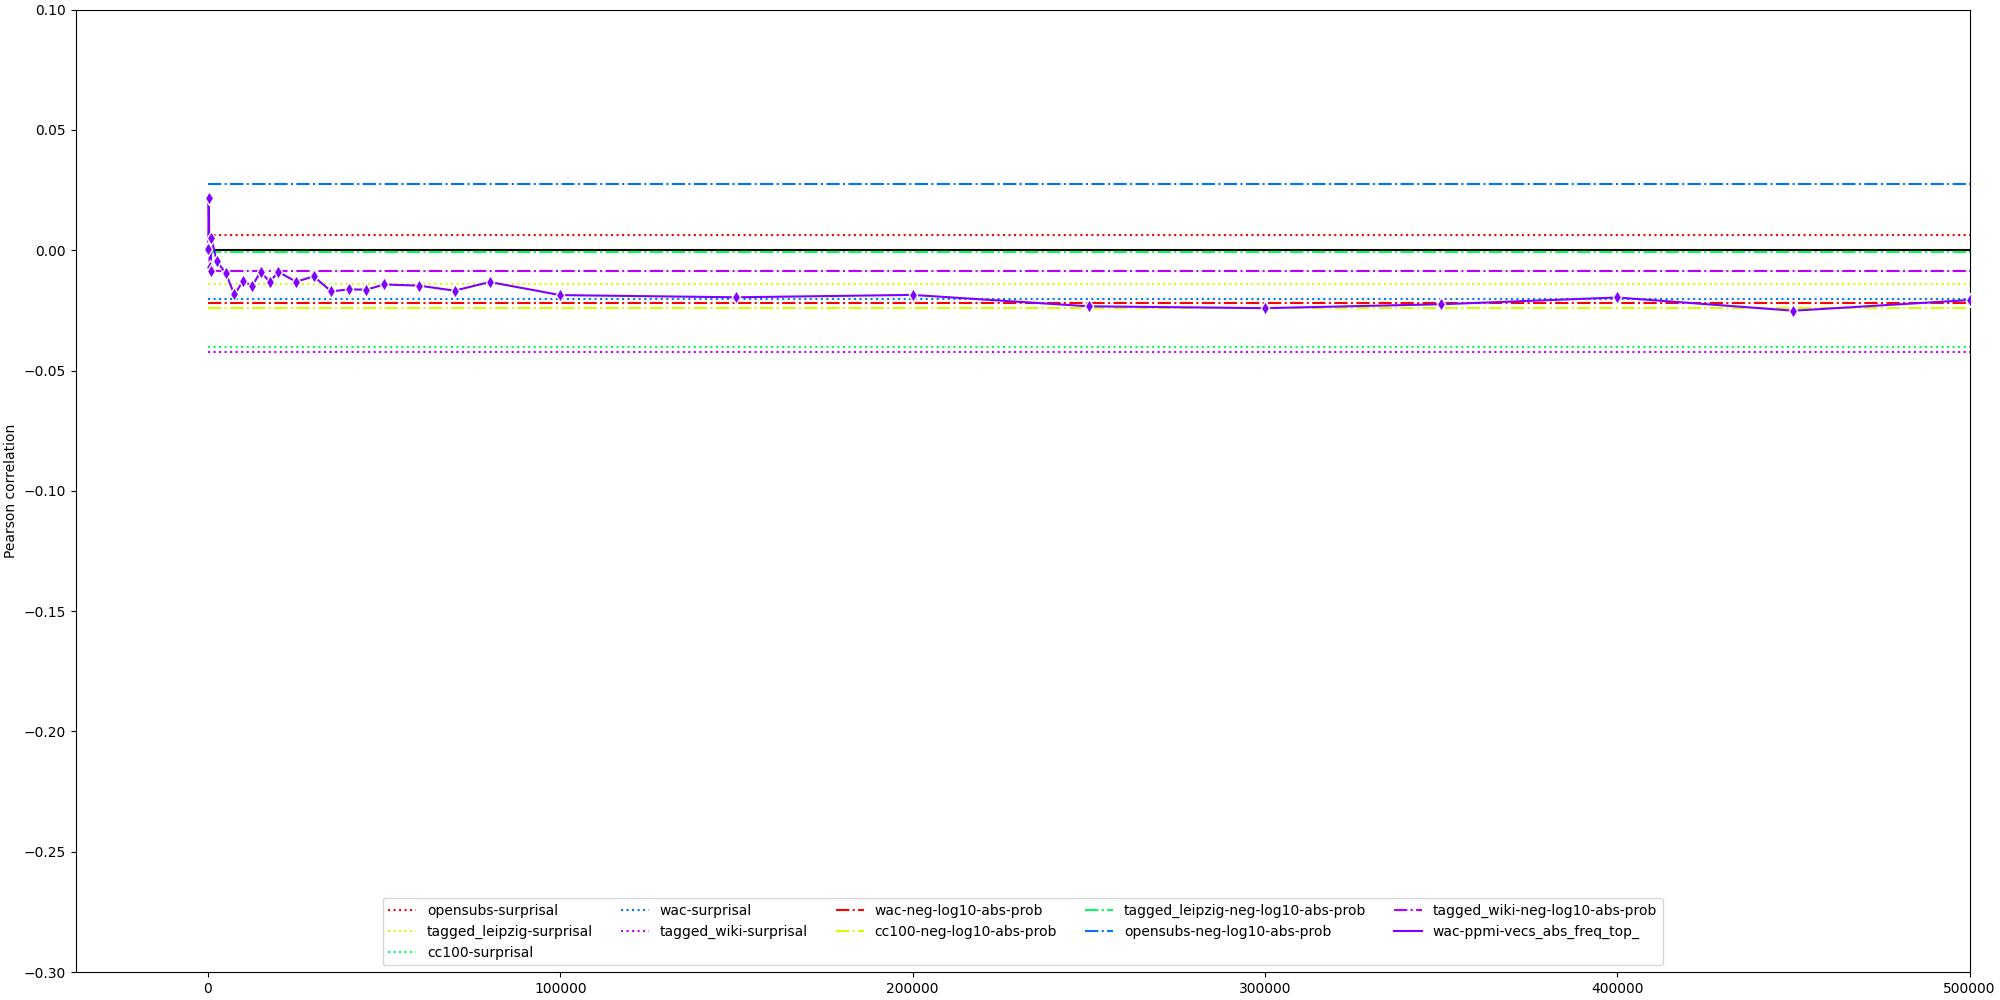 0.10
0.05
0.00
−0.05
−0.10
−0.15
−0.20
−0.25
−0.30
Pearson correlation
opensubs-surprisal
tagged_leipzig-surprisal
cc100-surprisal
wac-surprisal
tagged_wiki-surprisal
wac-neg-log10-abs-prob
cc100-neg-log10-abs-prob
tagged_leipzig-neg-log10-abs-prob
opensubs-neg-log10-abs-prob
tagged_wiki-neg-log10-abs-prob
wac-ppmi-vecs_abs_freq_top_
0
100000
200000
300000
400000
500000